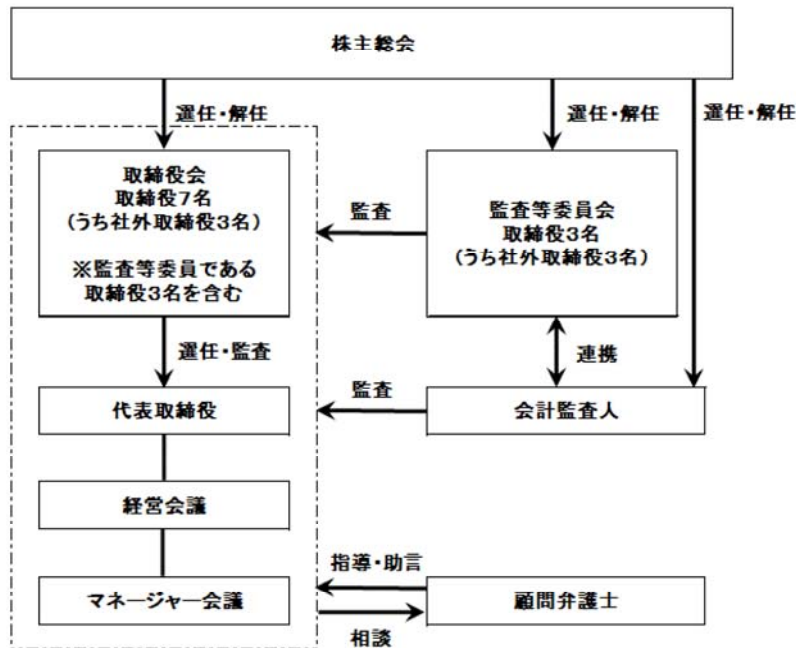 株主総会
選任・解任
選任・解任
選任・解任
取締役会
取締役7名
(うち社外取締役3名)
※監査等委員である
取締役3名を含む
監査
監査等委員会
取締役3名
(うち社外取締役3名)
選任・監査
連携
代表取締役
監査
会計監査人
経営会議
指導・助言
マネージャー会議
顧問弁護士
相談